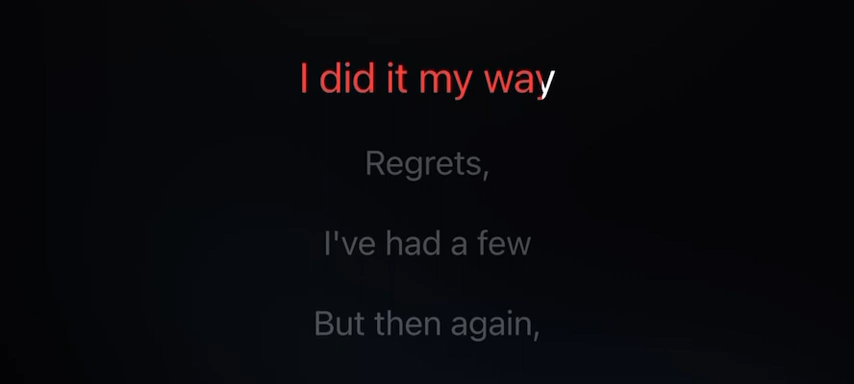 I did it my way
Regrets,
I've had a few
But then again,